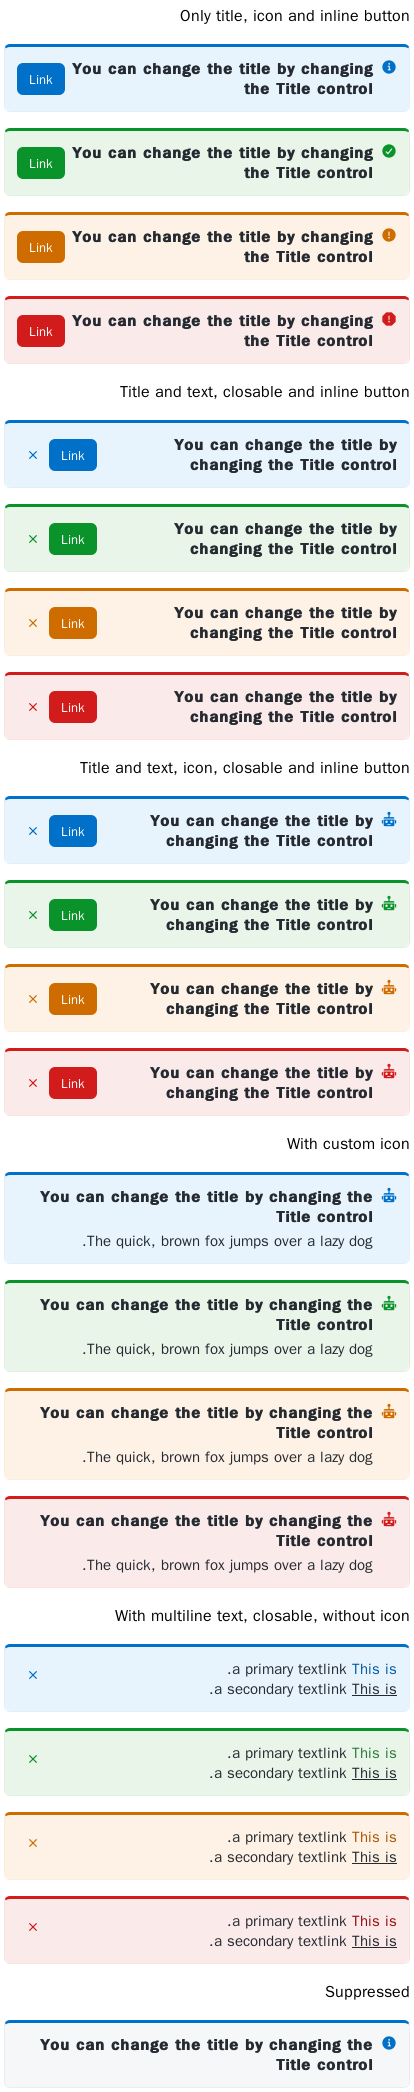 Only title, icon and inline button
You can change the title by changing
the Title control
Link
You can change the title by changing
the Title control
Link
You can change the title by changing
the Title control
Link
You can change the title by changing
the Title control
Link
Title and text, closable and inline button
You can change the title by
changing the Title control
Link
You can change the title by
changing the Title control
Link
You can change the title by
changing the Title control
Link
You can change the title by
changing the Title control
Link
Title and text, icon, closable and inline button
You can change the title by
changing the Title control
Link
You can change the title by
changing the Title control
Link
You can change the title by
changing the Title control
Link
You can change the title by
changing the Title control
Link
With custom icon
You can change the title by changing the
Title control
.The quick, brown fox jumps over a lazy dog
You can change the title by changing the
Title control
.The quick, brown fox jumps over a lazy dog
You can change the title by changing the
Title control
.The quick, brown fox jumps over a lazy dog
You can change the title by changing the
Title control
.The quick, brown fox jumps over a lazy dog
With multiline text, closable, without icon
.a primary textlink This is
.a secondary textlink This is
.a primary textlink This is
.a secondary textlink This is
.a primary textlink This is
.a secondary textlink This is
.a primary textlink This is
.a secondary textlink This is
Suppressed
You can change the title by changing the
Title control